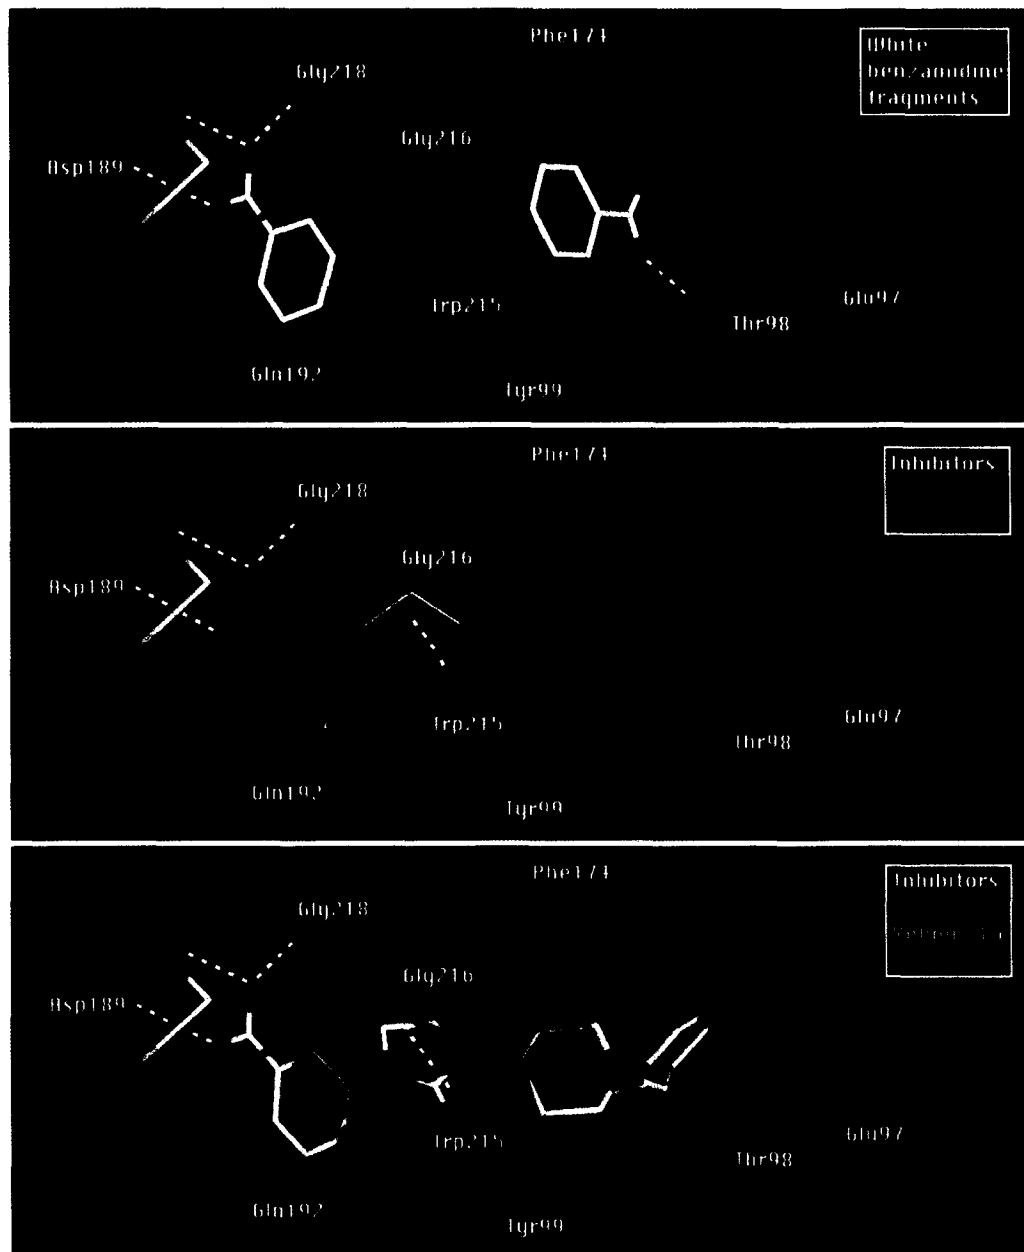 Phe174
White
benzamidine
fragments
Gly218
Gly216
Asp189
Trp215
Glu97
Thr98
Gln192
Tyr99
Phe174
Inhibitors
Gly218
Gly216
Asp189
Trp215
Glu97
Thr98
Gln192
Tyr99
Phe174
Inhibitors
Gly218
Gly216
Asp189
Trp215
Glu97
Thr98
Gln192
Tyr99